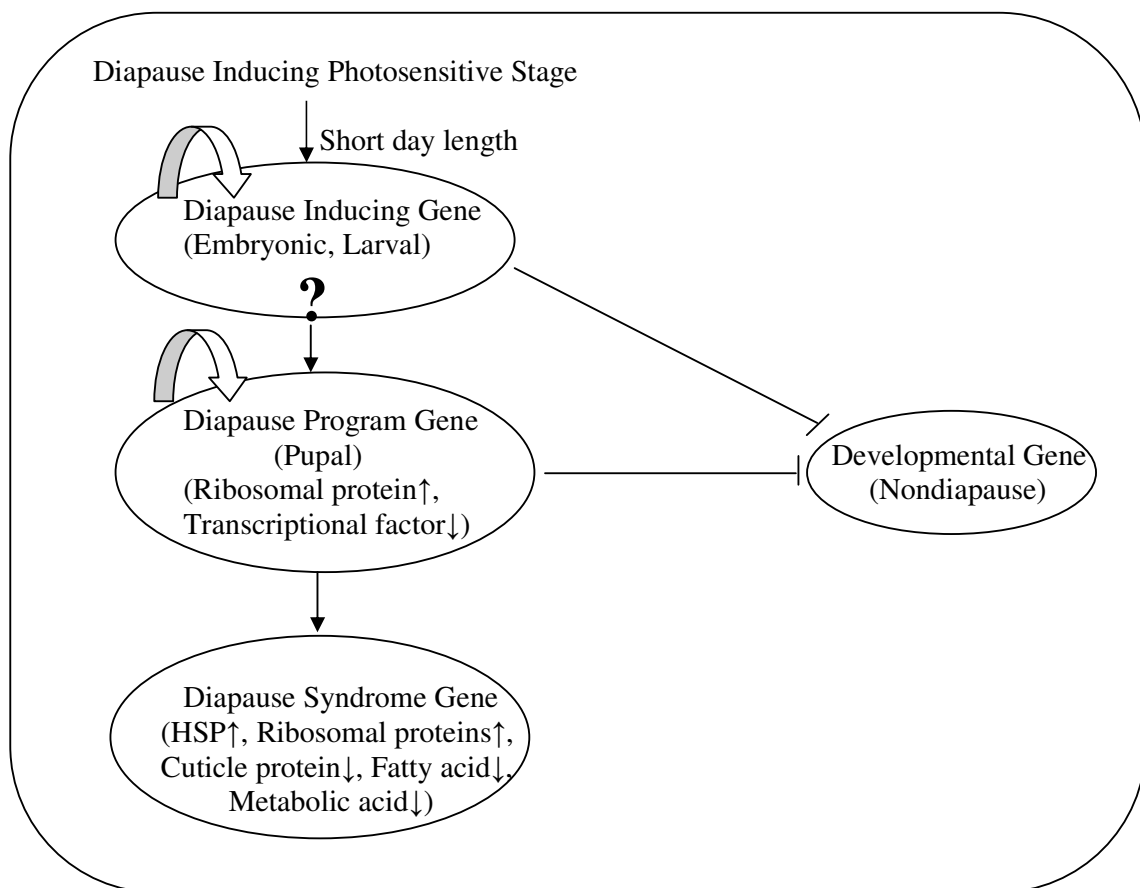 Diapause Inducing Photosensitive Stage
Short day length
Diapause Inducing Gene
(Embryonic, Larval)
?
Diapause Program Gene
(Pupal)
(Ribosomal protein↑,
Transcriptional factor↓)
Developmental Gene
(Nondiapause)
Diapause Syndrome Gene
(HSP↑, Ribosomal proteins↑,
Cuticle protein↓, Fatty acid↓,
Metabolic acid↓)